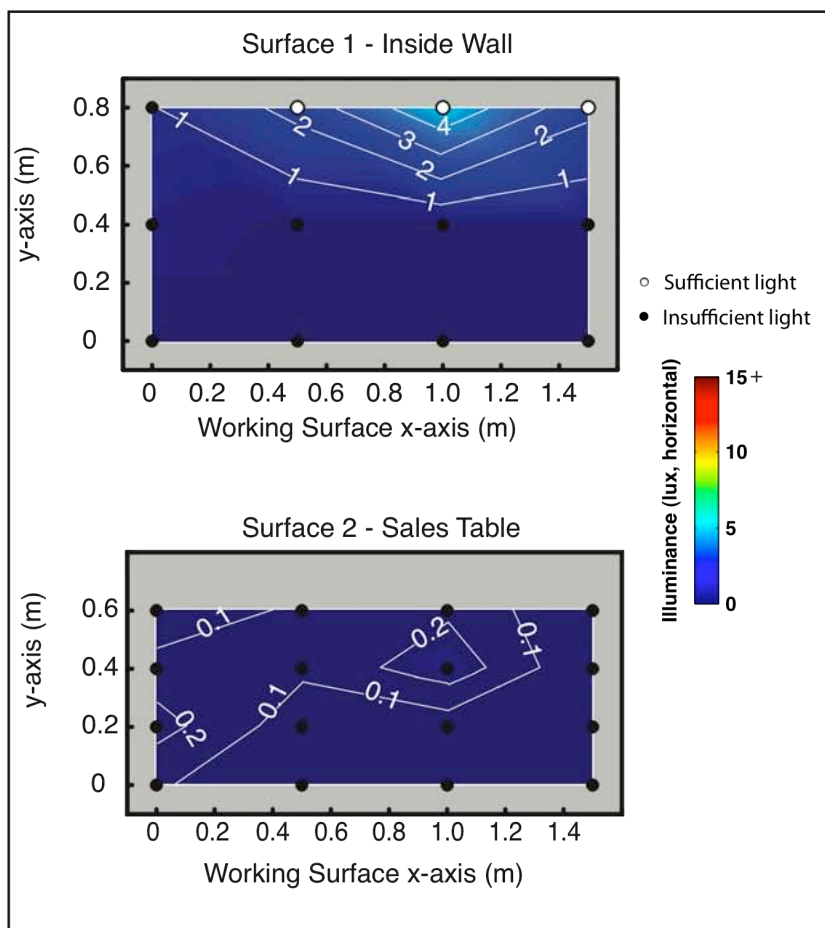 Surface 1 - Inside Wall
0.8
0.6
0.4
0.2
0
y-axis (m)
1
2
3
4
2
2
1
1
1
0 0.2 0.4 0.6 0.8 1.0 1.2 1.4
Working Surface x-axis (m)
Sufficient light
Insufficient light
Illuminance (lux, horizontal)
15+
10
5
0
Surface 2 - Sales Table
0.6
0.4
0.2
0
y-axis (m)
0.1
0.2
0.1
0.1
0.1
0.2
0 0.2 0.4 0.6 0.8 1.0 1.2 1.4
Working Surface x-axis (m)